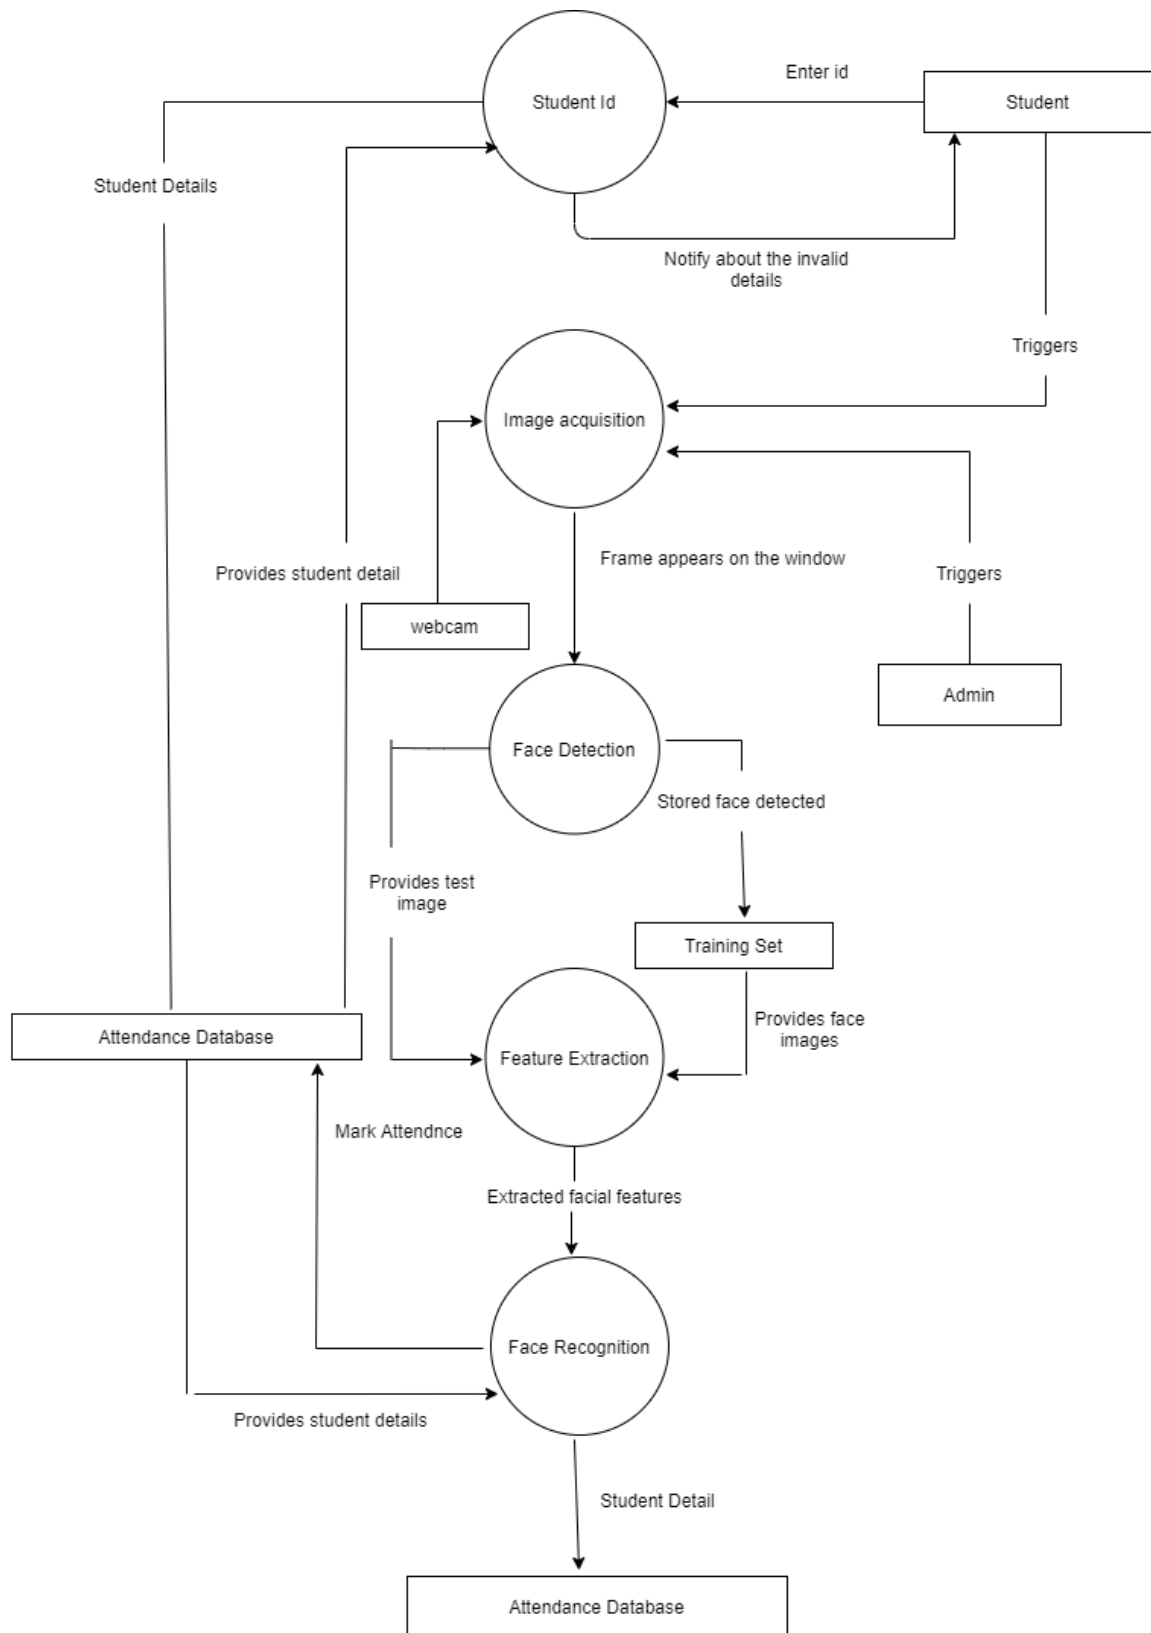 Enter id
Student Id
Student
Student Details
Notify about the invalid
details
Triggers
Image acquisition
Frame appears on the window
Provides student detail
Triggers
webcam
Admin
Face Detection
Stored face detected
Provides test
image
Training Set
Provides face
images
Attendance Database
Feature Extraction
Mark Attendnce
Extracted facial features
Face Recognition
Provides student details
Student Detail
Attendance Database